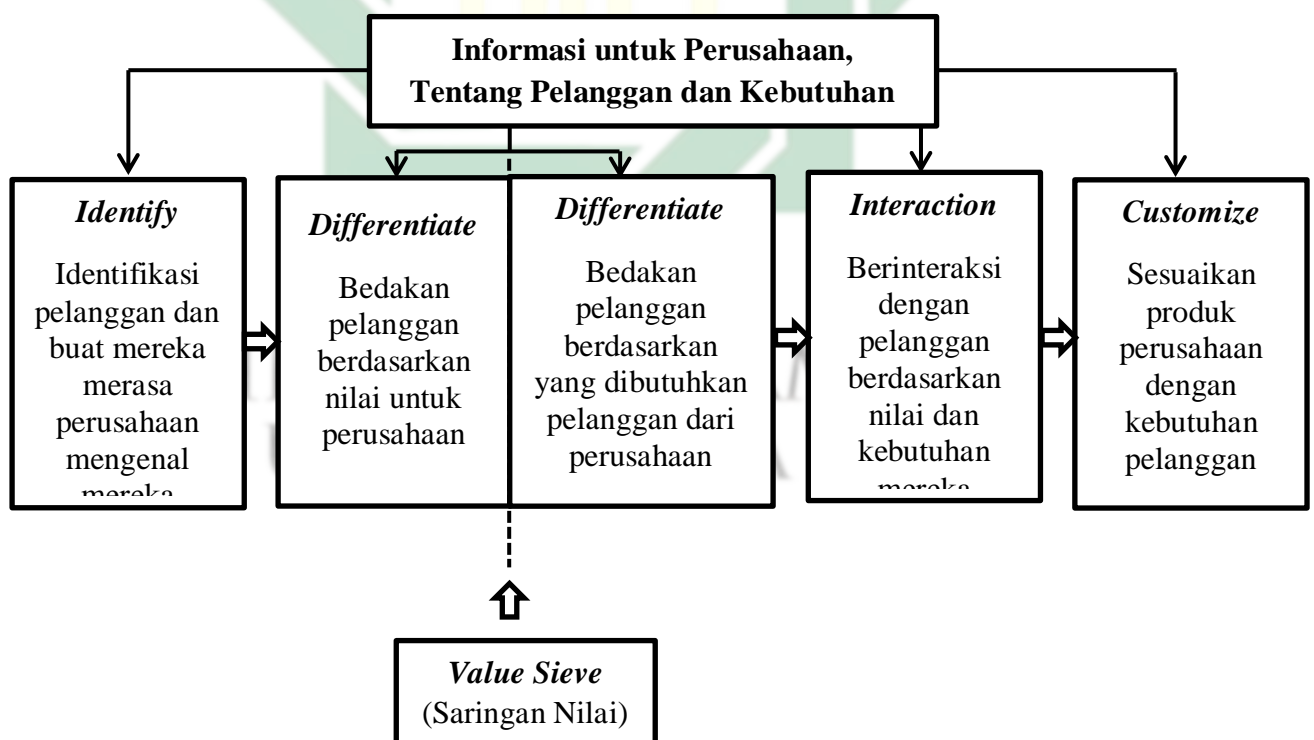 Informasi untuk Perusahaan,
Tentang Pelanggan dan Kebutuhan
Identify
Identifikasi
pelanggan dan
buat mereka
merasa
perusahaan
mengenal
mereka
Differentiate
Bedakan
pelanggan
berdasarkan
nilai untuk
perusahaan
Differentiate
Bedakan
pelanggan
berdasarkan
yang dibutuhkan
pelanggan dari
perusahaan
Interaction
Berinteraksi
dengan
pelanggan
berdasarkan
nilai dan
kebutuhan
mereka
Customize
Sesuaikan
produk
perusahaan
dengan
kebutuhan
pelanggan
Value Sieve
(Saringan Nilai)